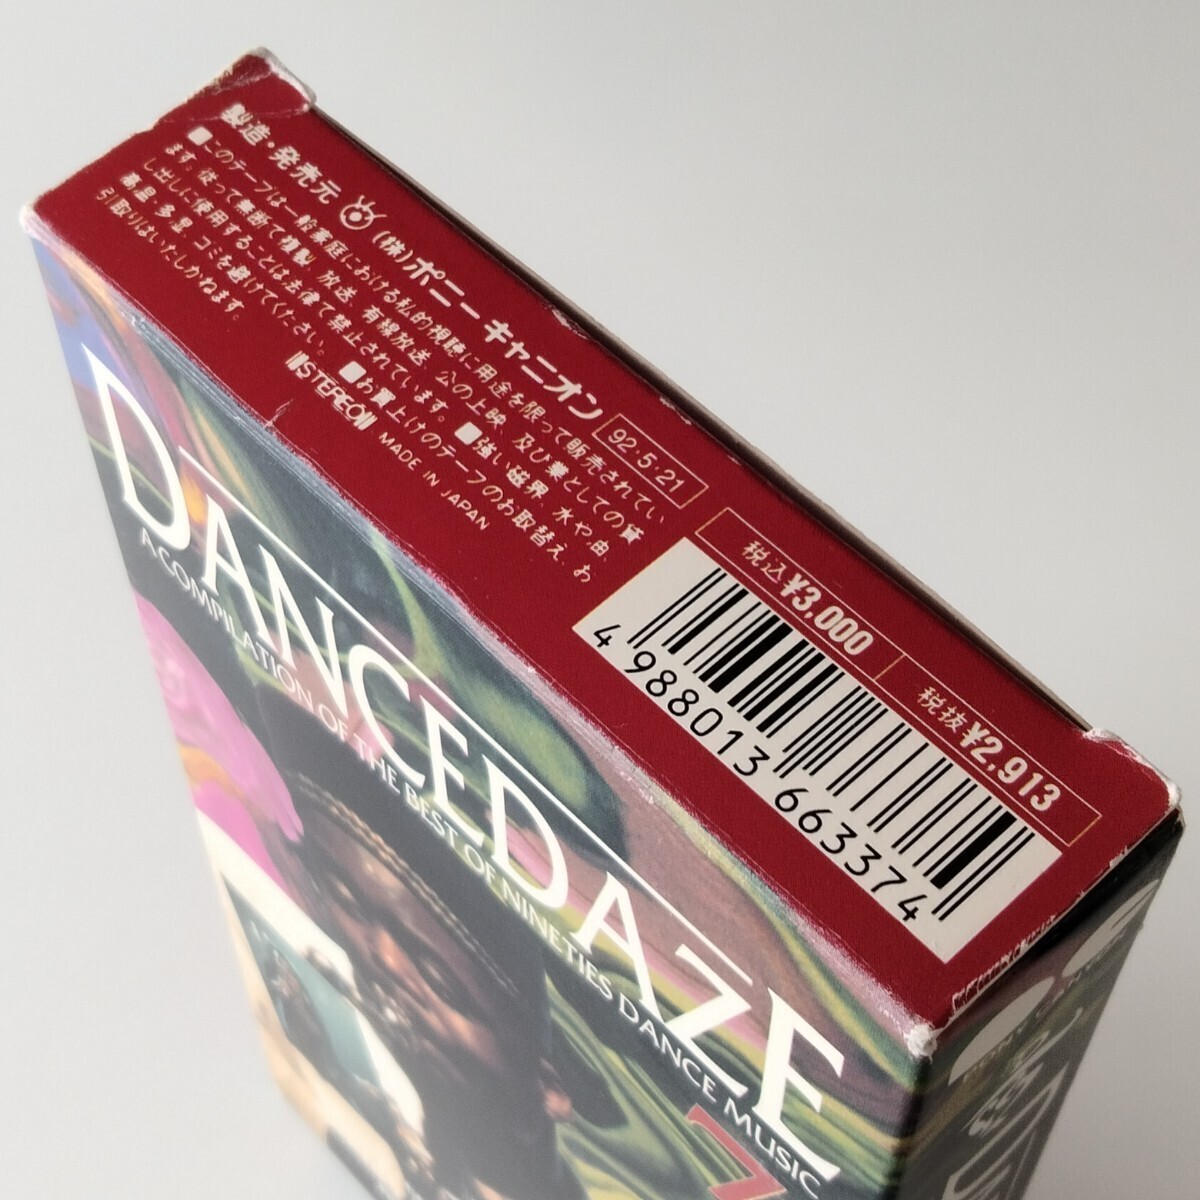 製造・発売元 (株)ポニーキャニオン 92・5・21
■このテープは一般家庭における私的視聴に用途を限って販売されてい
ます。従って無断で複製、放送、有線放送、公の上映、及び業としての貸
し出しに使用することは法律で禁止されています。■強い磁界、水や由、
高温・多湿、ゴミを避けてください。■お買上げのテープのお取替え、お
引取りはいたしかねます。
STEREO MADE IN JAPAN
税込¥3,000 税抜¥2,913
4 988013 663374
DANCE DAZE
A COMPILATION OF THE BEST OF NINETIES DANCE MUSIC